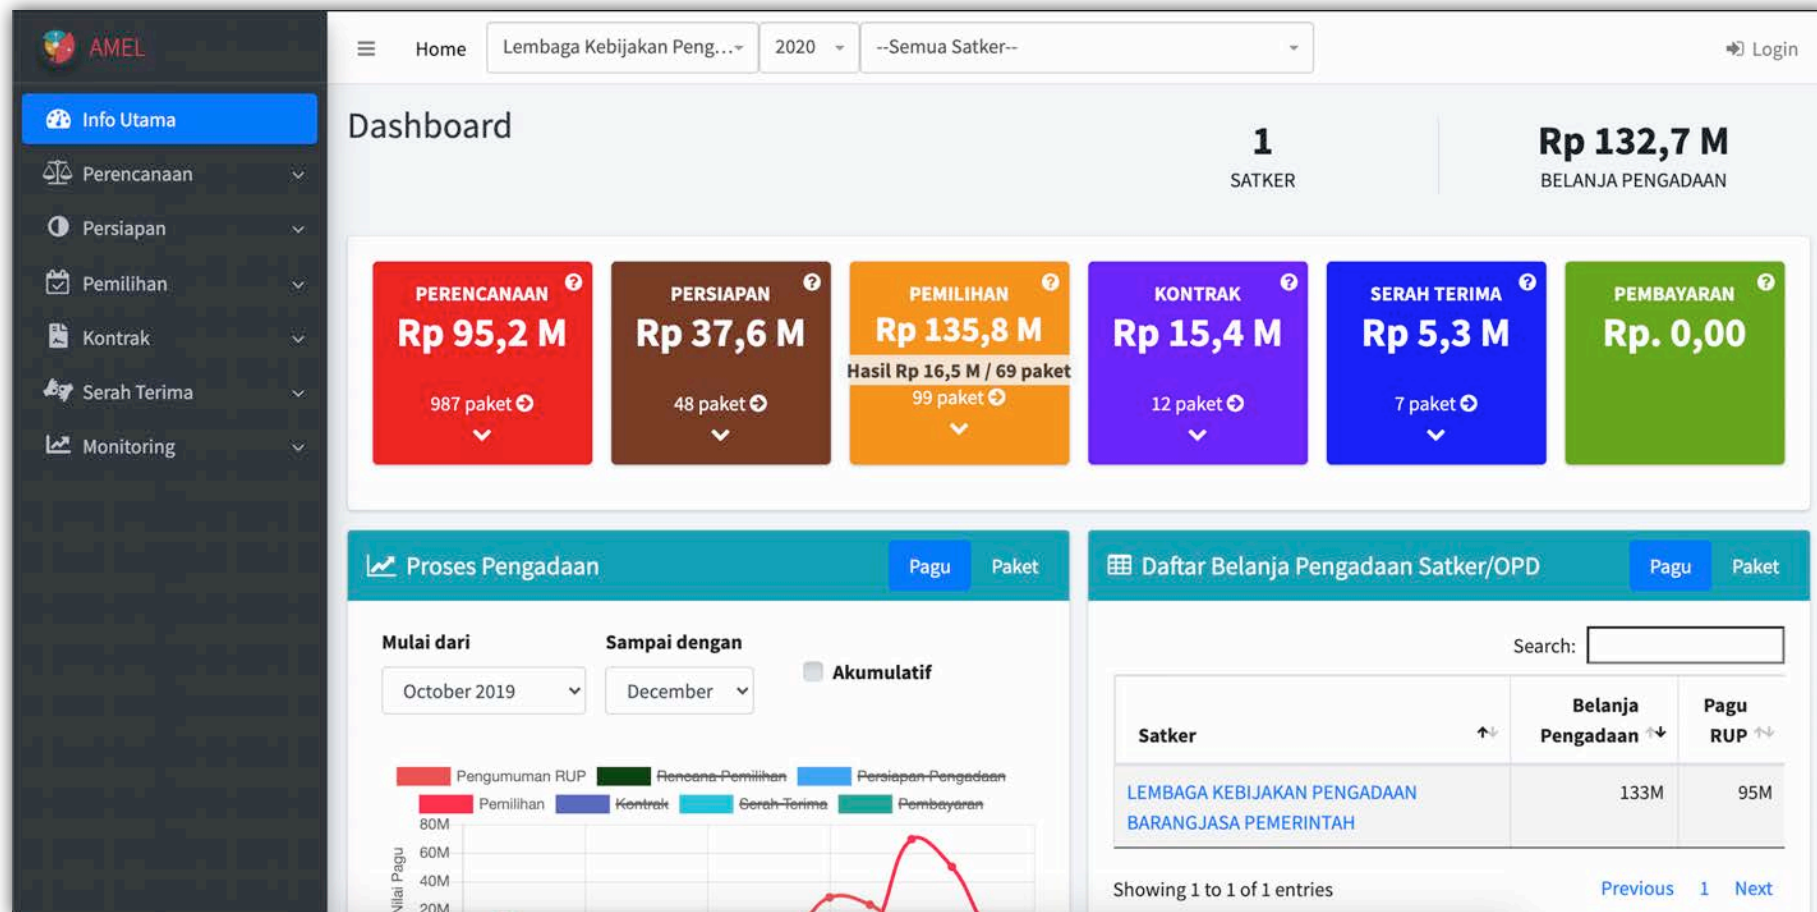 AMEL
Home
Lembaga Kebijakan Peng...
2020
--Semua Satker--
Login
Info Utama
Perencanaan
Persiapan
Pemilihan
Kontrak
Serah Terima
Monitoring
Dashboard
1
SATKER
Rp 132,7 M
BELANJA PENGADAAN
PERENCANAAN
Rp 95,2 M
987 paket
PERSIAPAN
Rp 37,6 M
48 paket
PEMILIHAN
Rp 135,8 M
Hasil Rp 16,5 M / 69 paket
99 paket
KONTRAK
Rp 15,4 M
12 paket
SERAH TERIMA
Rp 5,3 M
7 paket
PEMBAYARAN
Rp. 0,00
Proses Pengadaan
Pagu Paket
Mulai dari
October 2019
Sampai dengan
December
Akumulatif
Pengumuman RUP Rencana Pemilihan Persiapan Pengadaan
Pemilihan Kontrak Serah Terima Pembayaran
80M
60M
40M
20M
Nilai Pagu
Daftar Belanja Pengadaan Satker/OPD
Pagu Paket
Search:
Satker
Belanja
Pengadaan
Pagu
RUP
LEMBAGA KEBIJAKAN PENGADAAN
BARANGJASA PEMERINTAH
133M
95M
Showing 1 to 1 of 1 entries
Previous 1 Next